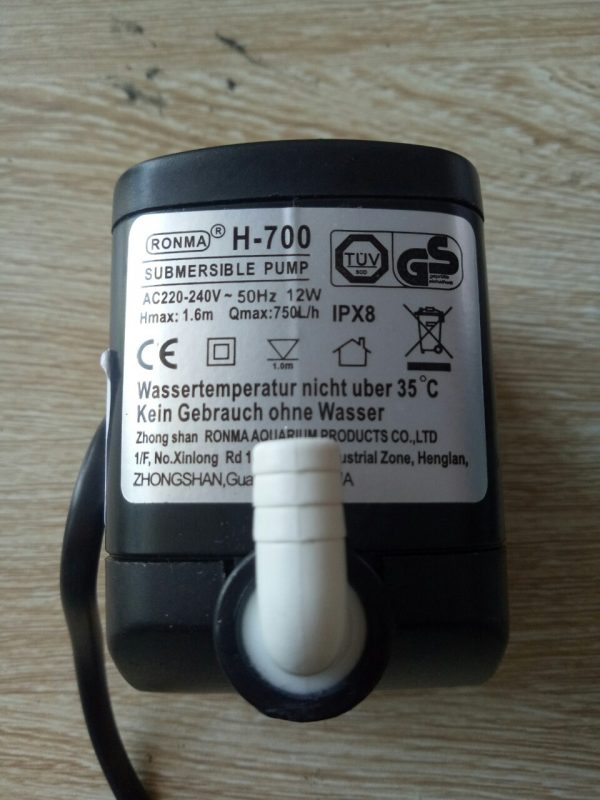 RONMA® H-700
SUBMERSIBLE PUMP
TÜV
GS
AC220-240V~ 50Hz 12W
Hmax: 1.6m Qmax:750L/h IPX8
CE
1.0m
Wassertemperatur nicht uber 35°C
Kein Gebrauch ohne Wasser
Zhong shan RONMA AQUARIUM PRODUCTS CO.,LTD
1/F, No.Xinlong Rd Zone, Henglan,
ZHONGSHAN,